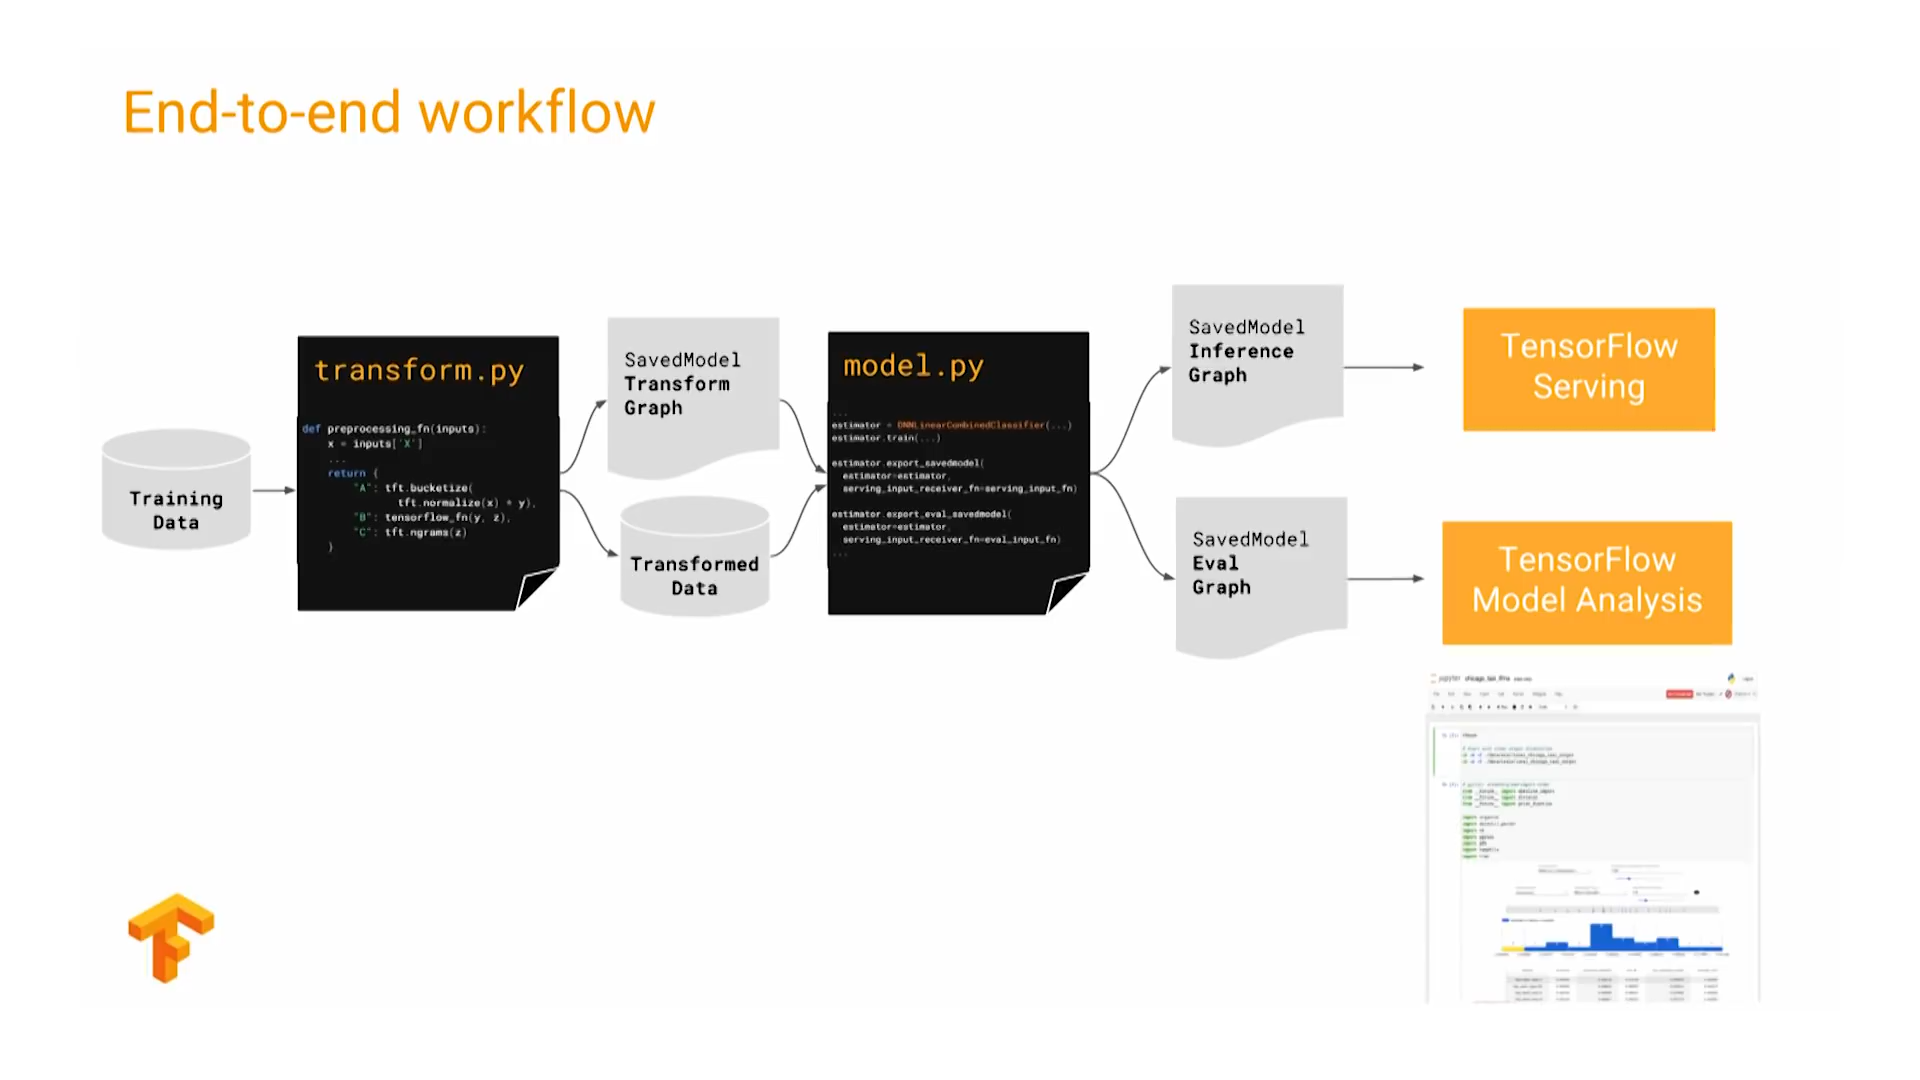 End-to-end workflow
Training
Data
transform.py
def preprocessing_fn(inputs):
x = inputs['X']
...
return {
"A": tft.bucketize(
tft.normalize(x) * y),
"B": tensorflow_fn(y, z),
"C": tft.ngrams(z)
}
SavedModel
Transform
Graph
Transformed
Data
model.py
...
estimator = DNNLinearCombinedClassifier(...)
estimator.train(...)
estimator.export_savedmodel(
estimator=estimator,
serving_input_receiver_fn=serving_input_fn)
estimator.export_eval_savedmodel(
estimator=estimator,
serving_input_receiver_fn=eval_input_fn)
...
SavedModel
Inference
Graph
SavedModel
Eval
Graph
TensorFlow
Serving
TensorFlow
Model Analysis
jupyter